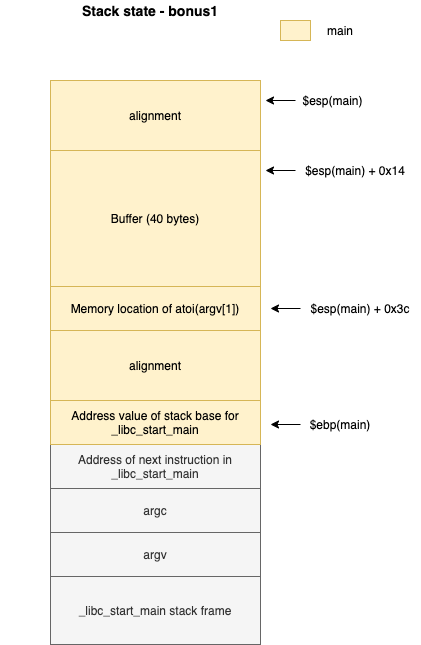 Stack state - bonus1
main
alignment
$esp(main)
$esp(main) + 0x14
Buffer (40 bytes)
Memory location of atoi(argv[1])
$esp(main) + 0x3c
alignment
Address value of stack base for
_libc_start_main
$ebp(main)
Address of next instruction in
_libc_start_main
argc
argv
_libc_start_main stack frame